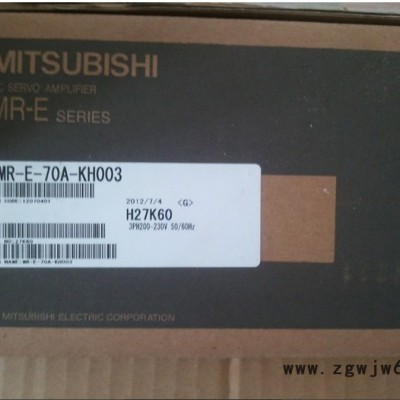 MITSUBISHI
C SERVO AMPLIFIER
MR-E SERIES
MR-E-70A-KH003
2012/7/4 <G>
H27K60
3PH200-230V 50/60Hz
MITSUBISHI ELECTRIC CORPORATION
www.zgwjw6